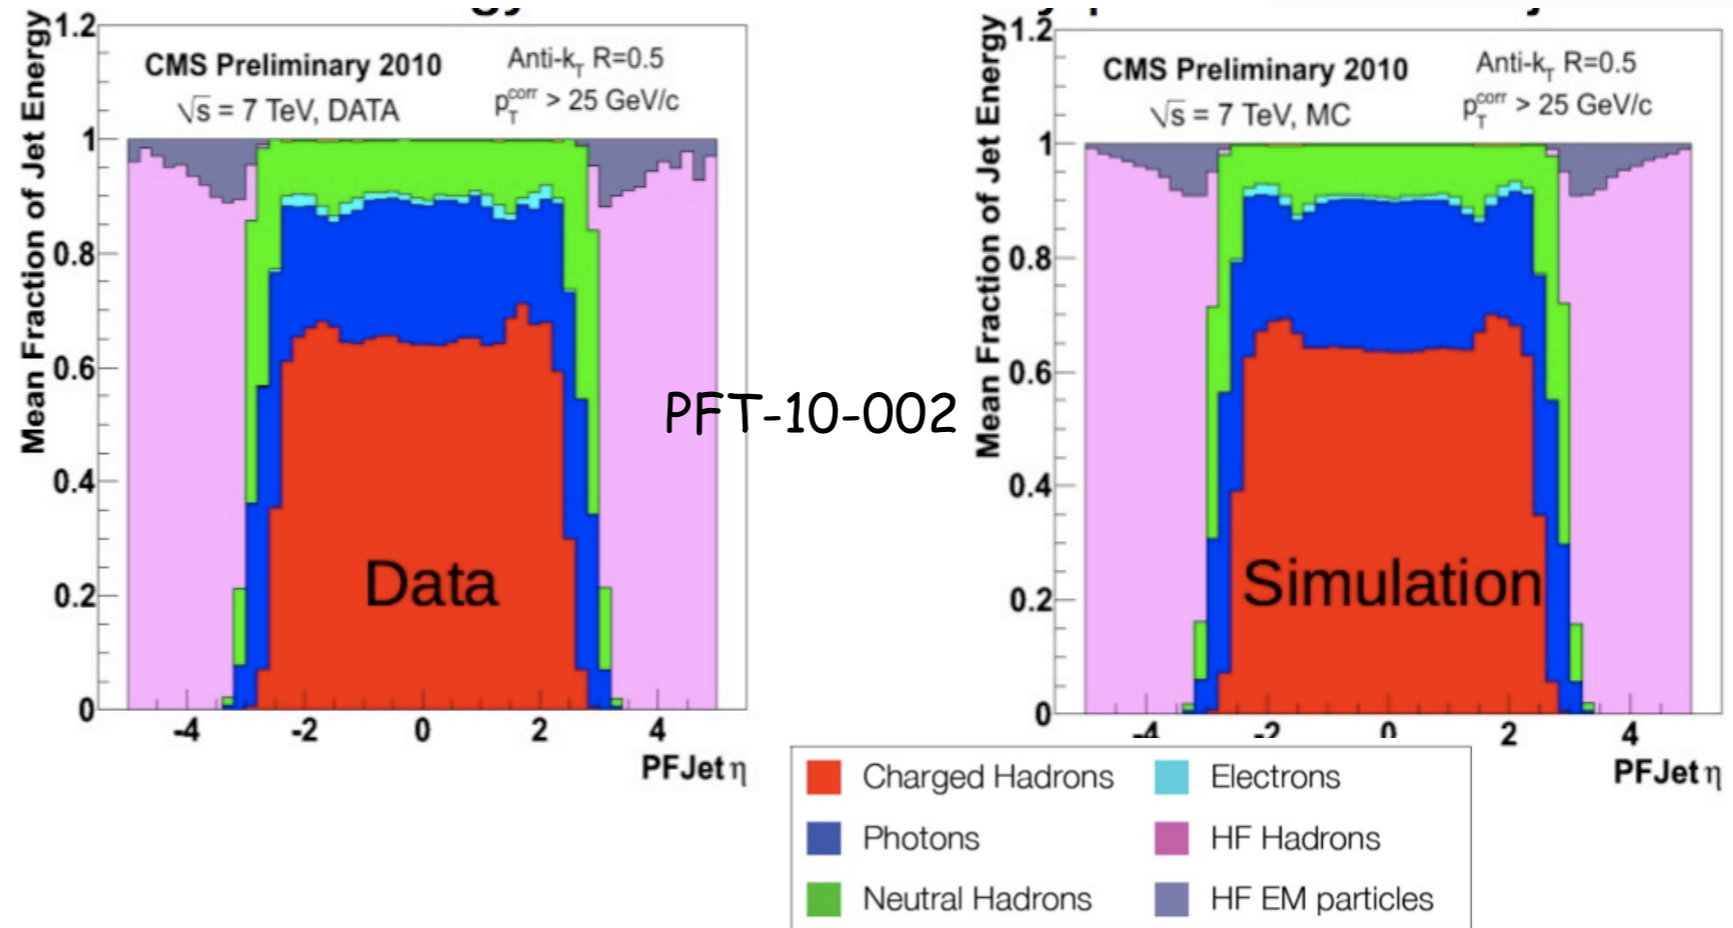 Mean Fraction of Jet Energy
1.2
1
0.8
0.6
0.4
0.2
0
CMS Preliminary 2010
√s = 7 TeV, DATA
Anti-k_T R=0.5
p_T^corr > 25 GeV/c
Data
-4 -2 0 2 4
PFJet η
PFT-10-002
Mean Fraction of Jet Energy
1.2
1
0.8
0.6
0.4
0.2
0
CMS Preliminary 2010
√s = 7 TeV, MC
Anti-k_T R=0.5
p_T^corr > 25 GeV/c
Simulation
-4 -2 0 2 4
PFJet η
Charged Hadrons
Photons
Neutral Hadrons
Electrons
HF Hadrons
HF EM particles